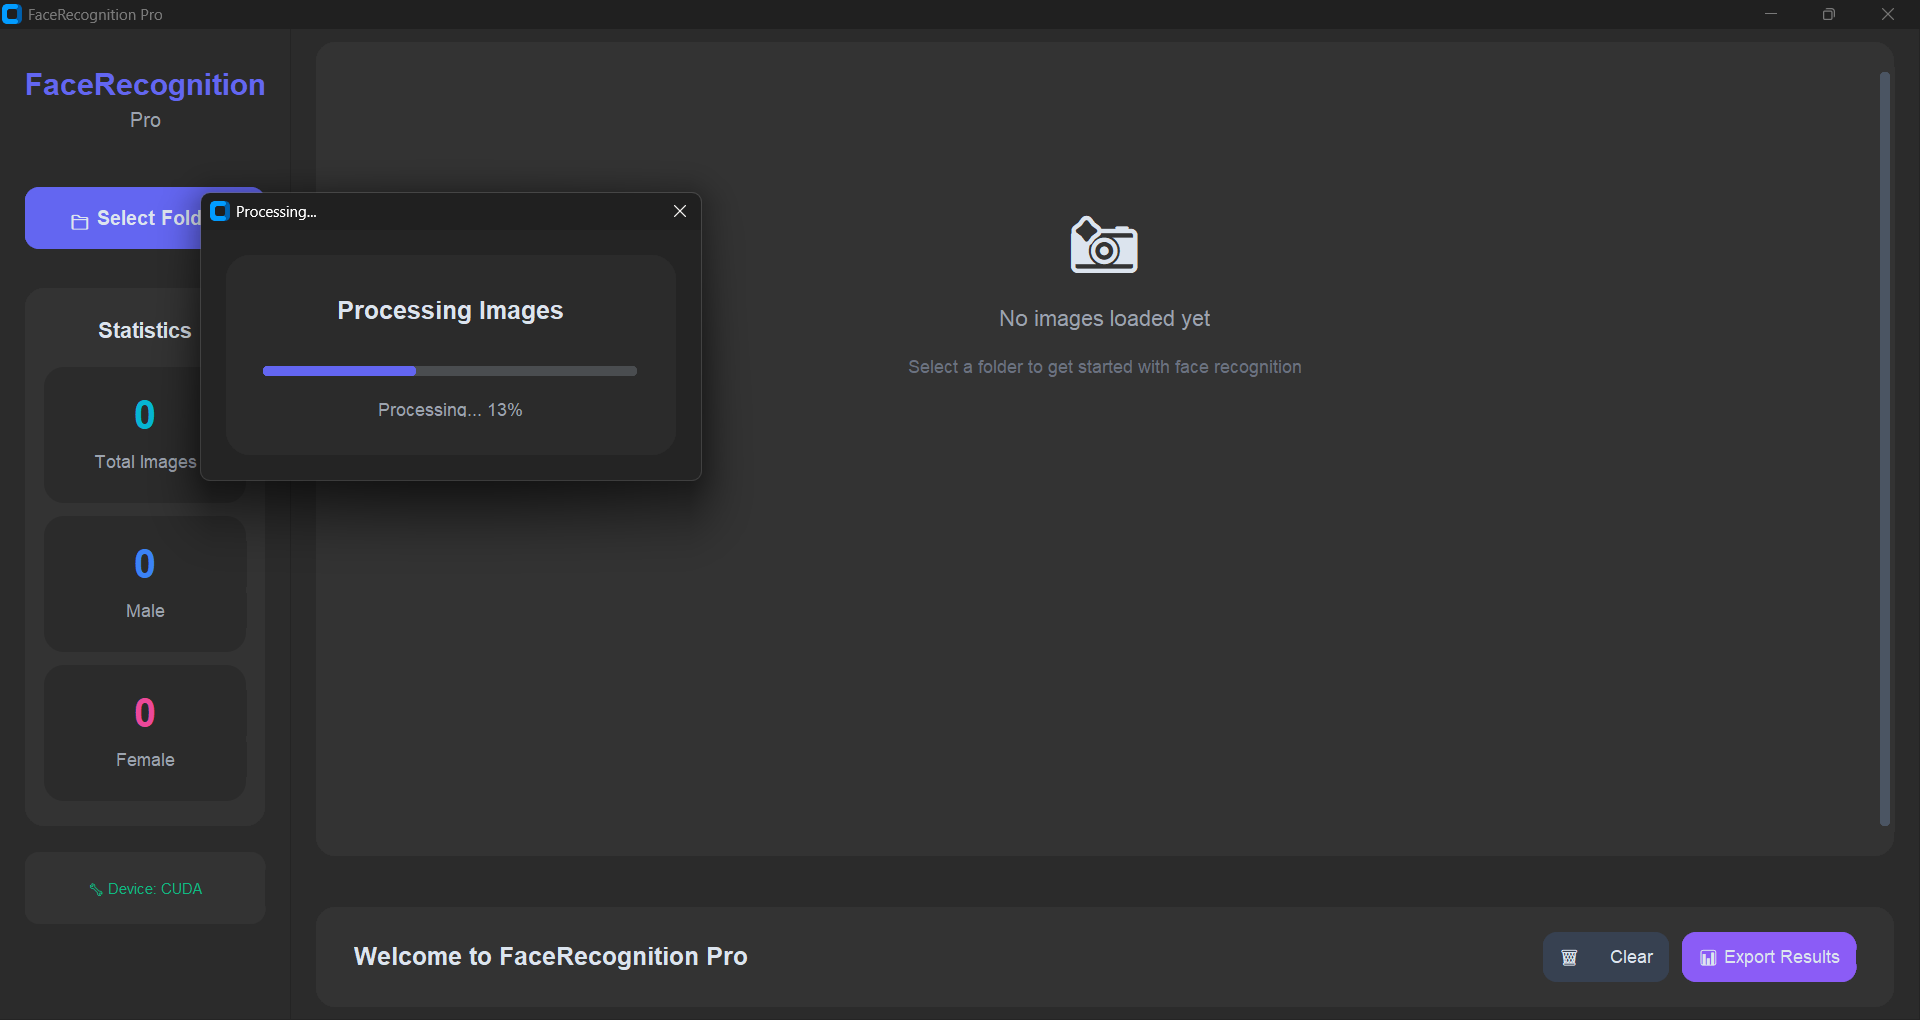 FaceRecognition Pro
FaceRecognition
Pro
Select Fold
Processing...
Processing Images
Processing... 13%
Statistics
0
Total Images
0
Male
0
Female
Device: CUDA
No images loaded yet
Select a folder to get started with face recognition
Welcome to FaceRecognition Pro
Clear
Export Results